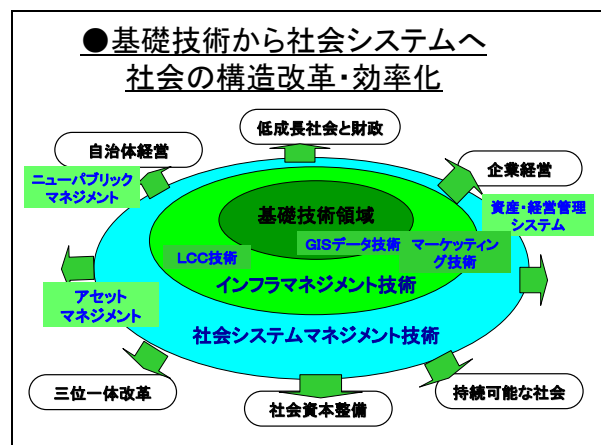 ●基礎技術から社会システムへ
社会の構造改革・効率化
低成長社会と財政
自治体経営
企業経営
ニューパブリック
マネジメント
資産・経営管理
システム
基礎技術領域
GISデータ技術
マーケッティ
ング技術
LCC技術
インフラマネジメント技術
アセット
マネジメント
社会システムマネジメント技術
三位一体改革
社会資本整備
持続可能な社会